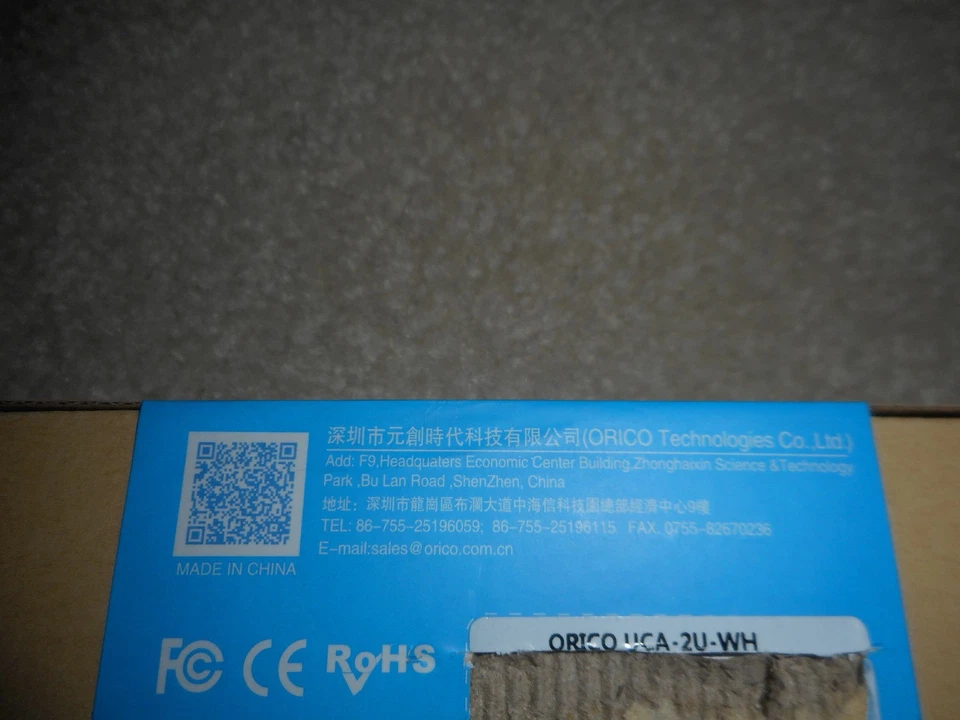 深圳市元創時代科技有限公司(ORICO Technologies Co.,Ltd.)
Add: F9,Headquaters Economic Center Building,Zhonghaixin Science &Technology
Park ,Bu Lan Road ,ShenZhen, China
地址: 深圳市龍崗區布瀾大道中海信科技園總部經濟中心9樓
TEL: 86-755-25196059; 86-755-25196115 FAX. 0755-82670236
E-mail:sales@orico.com.cn
MADE IN CHINA
FC CE RoHS
ORICO UCA-2U-WH